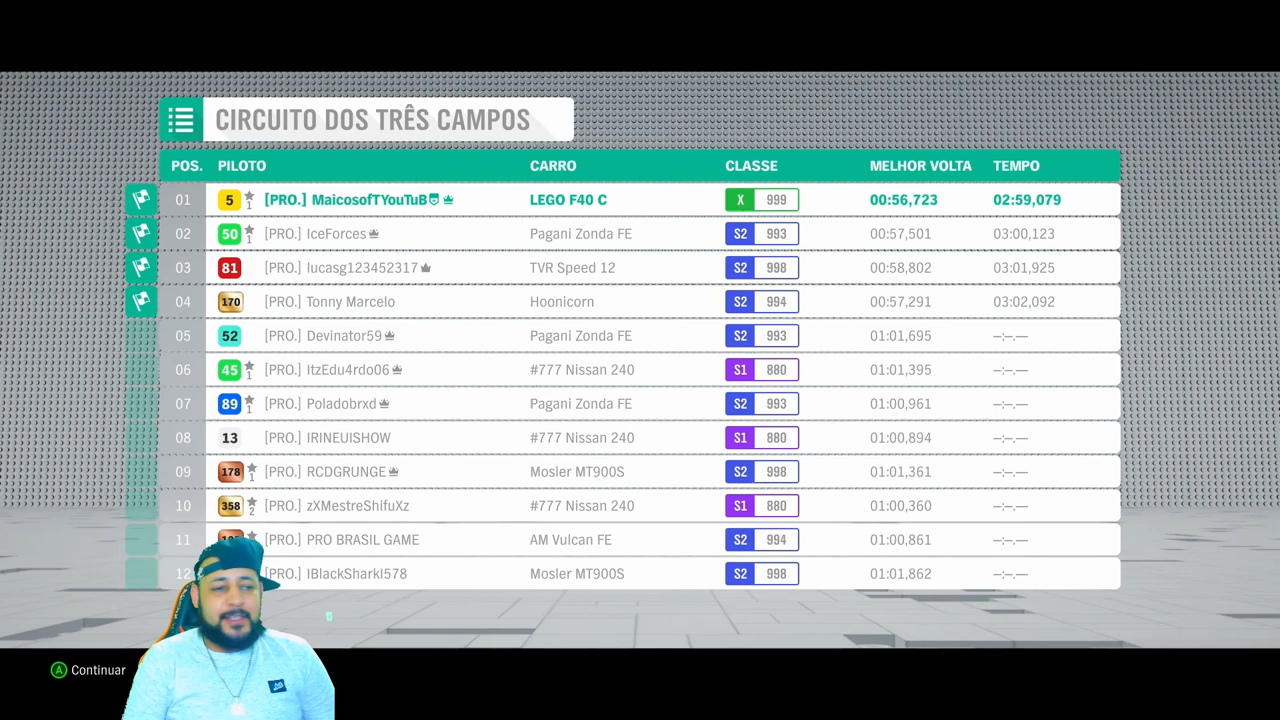 CIRCUITO DOS TRÊS CAMPOS
POS. PILOTO CARRO CLASSE MELHOR VOLTA TEMPO
01 5 1 [PRO.] MaicosofTYouTuB LEGO F40 C X 999 00:56,723 02:59,079
02 50 1 [PRO.] IceForces Pagani Zonda FE S2 993 00:57,501 03:00,123
03 81 [PRO.] lucasg123452317 TVR Speed 12 S2 998 00:58,802 03:01,925
04 170 [PRO.] Tonny Marcelo Hoonicorn S2 994 00:57,291 03:02,092
05 52 [PRO.] Devinator59 Pagani Zonda FE S2 993 01:01,695 --:--.---
06 45 1 [PRO.] ItzEdu4rdo06 #777 Nissan 240 S1 880 01:01,395 --:--.---
07 89 1 [PRO.] Poladobrxd Pagani Zonda FE S2 993 01:00,961 --:--.---
08 13 [PRO.] IRINEUISHOW #777 Nissan 240 S1 880 01:00,894 --:--.---
09 178 1 [PRO.] RCDGRUNGE Mosler MT900S S2 998 01:01,361 --:--.---
10 358 2 [PRO.] zXMestreShifuXz #777 Nissan 240 S1 880 01:00,360 --:--.---
11 [PRO.] PRO BRASIL GAME AM Vulcan FE S2 994 01:00,861 --:--.---
12 [PRO.] IBlackSharkI578 Mosler MT900S S2 998 01:01,862 --:--.---
A Continuar